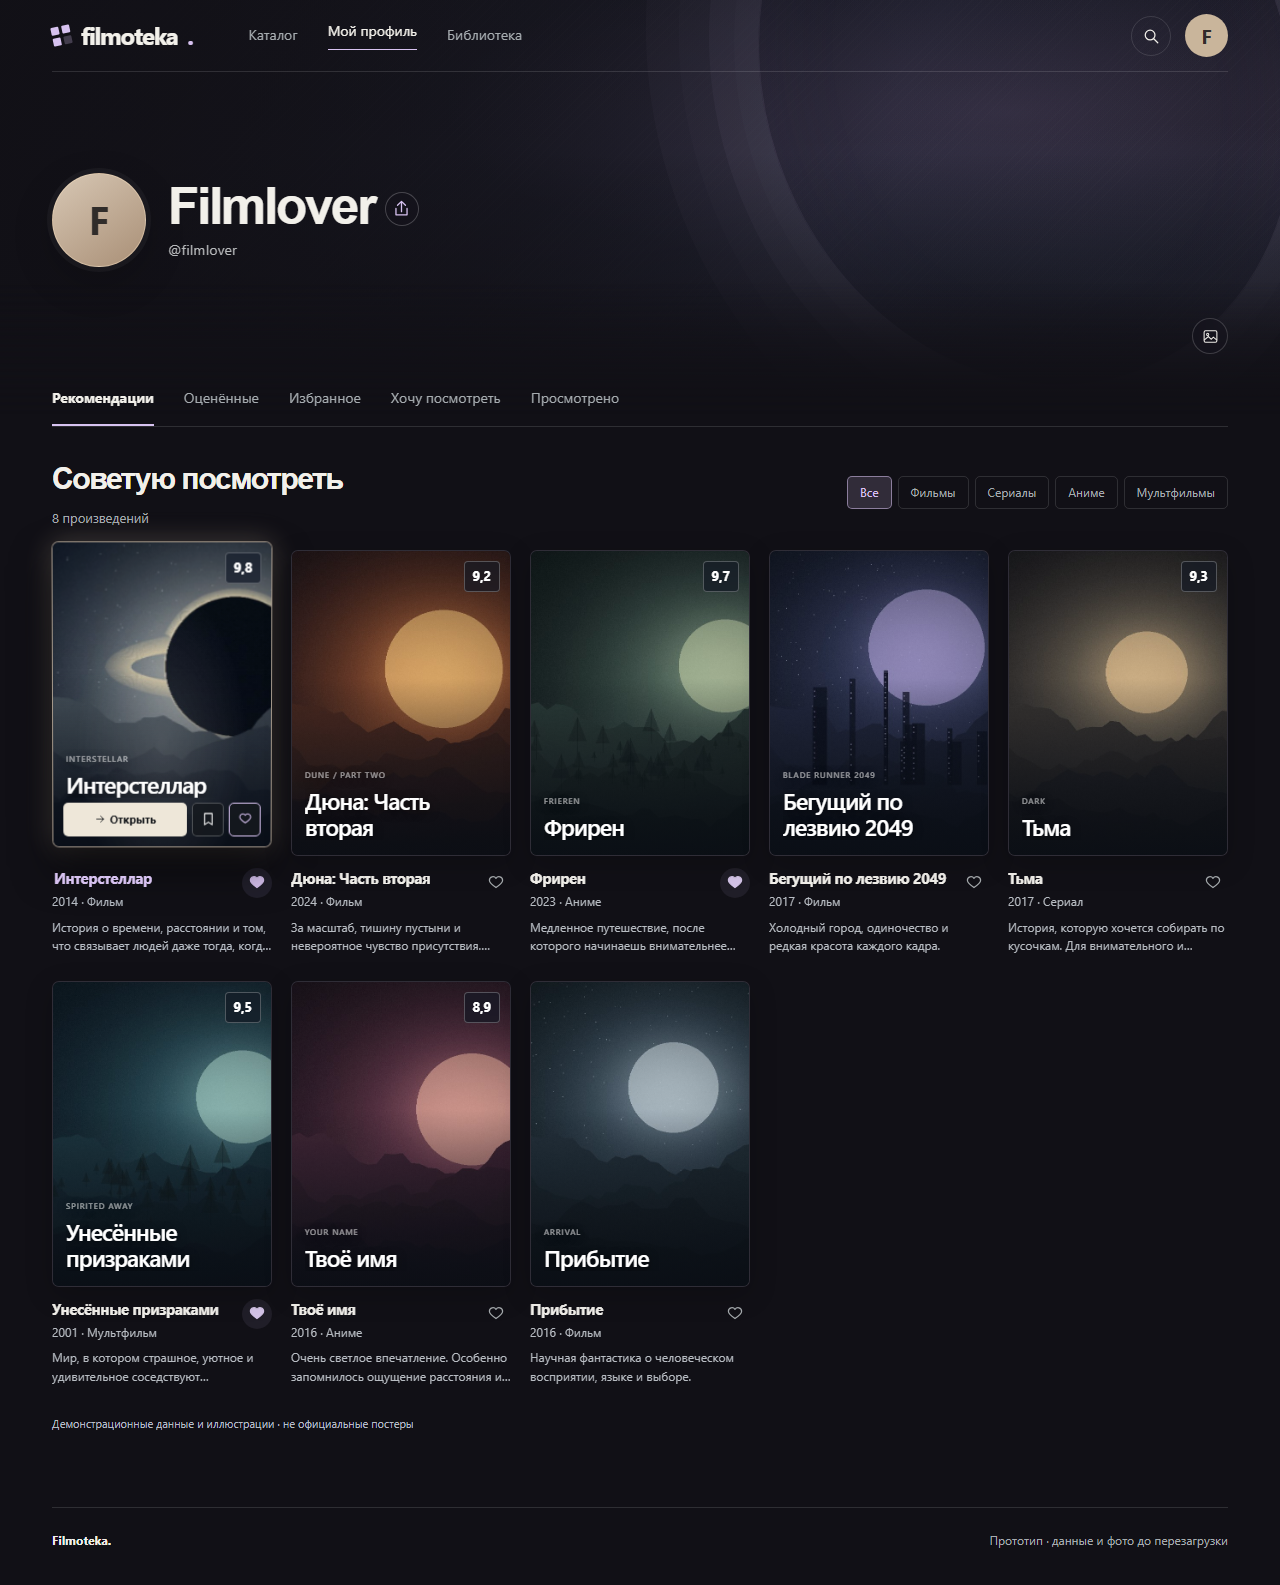 filmoteka .
Каталог
Мой профиль
Библиотека
F
F
Filmlover
@filmlover
Рекомендации
Оценённые
Избранное
Хочу посмотреть
Просмотрено
Советую посмотреть
8 произведений
Все
Фильмы
Сериалы
Аниме
Мультфильмы
9,8
INTERSTELLAR
Интерстеллар
→ Открыть
Интерстеллар
2014 · Фильм
История о времени, расстоянии и том,
что связывает людей даже тогда, когд...
9,2
DUNE / PART TWO
Дюна: Часть
вторая
Дюна: Часть вторая
2024 · Фильм
За масштаб, тишину пустыни и
невероятное чувство присутствия....
9,7
FRIEREN
Фрирен
Фрирен
2023 · Аниме
Медленное путешествие, после
которого начинаешь внимательнее...
BLADE RUNNER 2049
Бегущий по
лезвию 2049
Бегущий по лезвию 2049
2017 · Фильм
Холодный город, одиночество и
редкая красота каждого кадра.
9,3
DARK
Тьма
Тьма
2017 · Сериал
История, которую хочется собирать по
кусочкам. Для внимательного и...
9,5
SPIRITED AWAY
Унесённые
призраками
Унесённые призраками
2001 · Мультфильм
Мир, в котором страшное, уютное и
удивительное соседствуют...
8,9
YOUR NAME
Твоё имя
Твоё имя
2016 · Аниме
Очень светлое впечатление. Особенно
запомнилось ощущение расстояния и...
ARRIVAL
Прибытие
Прибытие
2016 · Фильм
Научная фантастика о человеческом
восприятии, языке и выборе.
Демонстрационные данные и иллюстрации · не официальные постеры
Filmoteka.
Прототип · данные и фото до перезагрузки